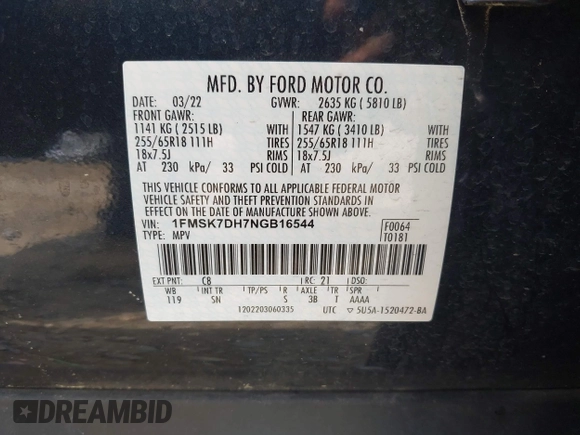 MFD. BY FORD MOTOR CO.
DATE: 03/22 GVWR: 2635 KG ( 5810 LB)
FRONT GAWR: REAR GAWR:
1141 KG ( 2515 LB) WITH 1547 KG ( 3410 LB) WITH
255/65R18 111H TIRES 255/65R18 111H TIRES
18x7.5J RIMS 18x7.5J RIMS
AT 230 kPa/ 33 PSI COLD AT 230 kPa/ 33 PSI COLD
THIS VEHICLE CONFORMS TO ALL APPLICABLE FEDERAL MOTOR
VEHICLE SAFETY AND THEFT PREVENTION STANDARDS IN
EFFECT ON THE DATE OF MANUFACTURE SHOWN ABOVE.
VIN: 1FMSK7DH7NGB16544 F0064
TYPE: MPV T0181
EXT PNT: C8 RC: 21 DSO:
WB INT TR TP/PS R AXLE TR SPR
119 SN S 3B T AAAA
1202203060335 UTC ▽ 5U5A-1520472-BA
DREAMBID